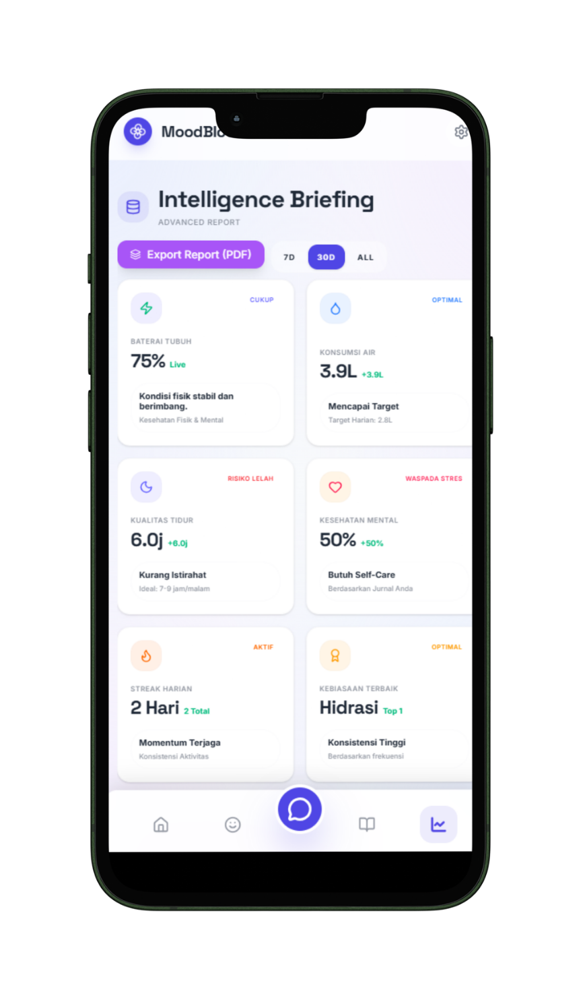 MoodBlo
Intelligence Briefing
ADVANCED REPORT
Export Report (PDF)
7D
30D
ALL
CUKUP
BATERAI TUBUH
75% Live
Kondisi fisik stabil dan
berimbang.
Kesehatan Fisik & Mental
OPTIMAL
KONSUMSI AIR
3.9L +3.9L
Mencapai Target
Target Harian: 2.8L
RISIKO LELAH
KUALITAS TIDUR
6.0j +6.0j
Kurang Istirahat
Ideal: 7-9 jam/malam
WASPADA STRES
KESEHATAN MENTAL
50% +50%
Butuh Self-Care
Berdasarkan Jurnal Anda
AKTIF
STREAK HARIAN
2 Hari 2 Total
Momentum Terjaga
Konsistensi Aktivitas
OPTIMAL
KEBIASAAN TERBAIK
Hidrasi Top 1
Konsistensi Tinggi
Berdasarkan frekuensi